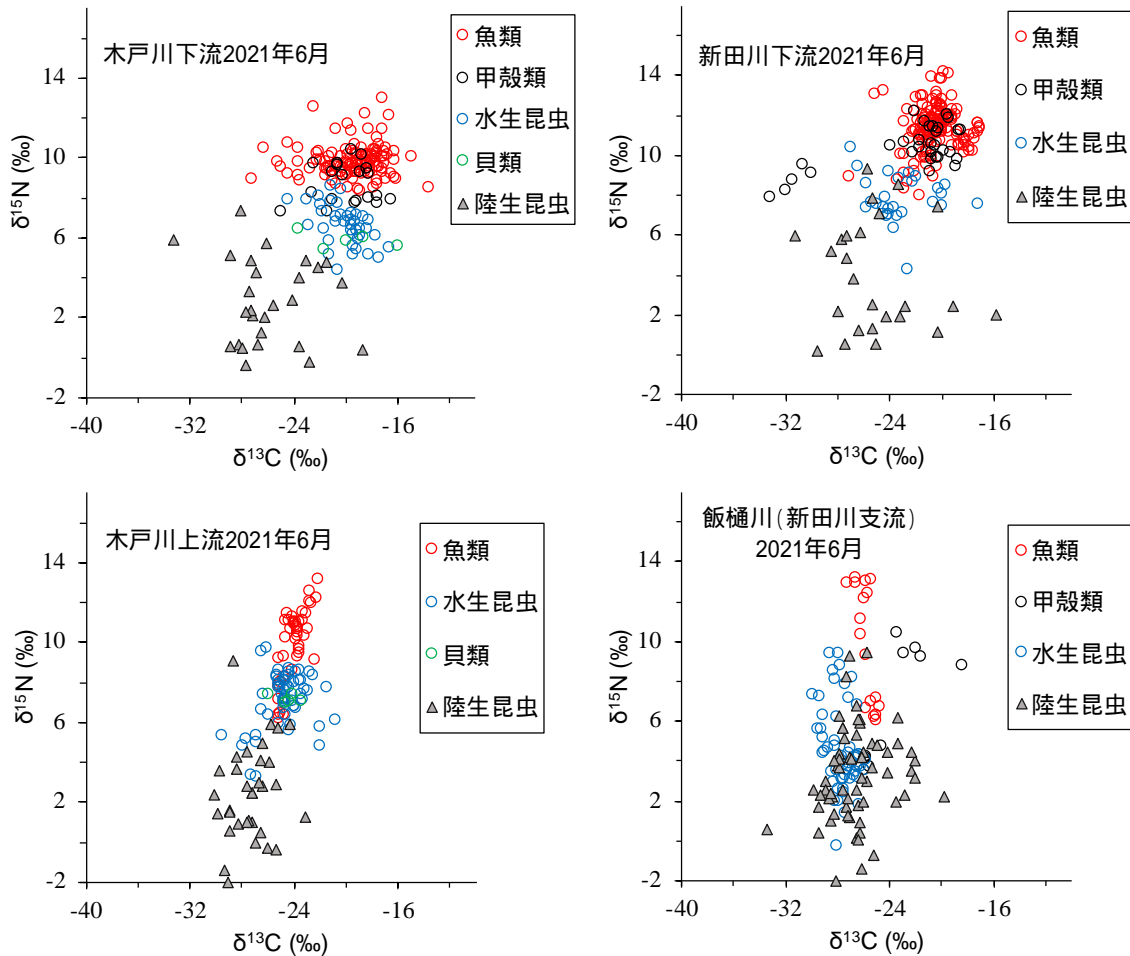 木戸川下流2021年6月
魚類
甲殻類
水生昆虫
貝類
陸生昆虫
14
10
6
2
-2
-40
-32
-24
-16
δ15N (‰)
δ13C (‰)
新田川下流2021年6月
魚類
甲殻類
水生昆虫
陸生昆虫
14
10
6
2
-2
-40
-32
-24
-16
δ15N (‰)
δ13C (‰)
木戸川上流2021年6月
魚類
水生昆虫
貝類
陸生昆虫
14
10
6
2
-2
-40
-32
-24
-16
δ15N (‰)
δ13C (‰)
飯樋川(新田川支流)
2021年6月
魚類
甲殻類
水生昆虫
陸生昆虫
14
10
6
2
-2
-40
-32
-24
-16
δ15N (‰)
δ13C (‰)